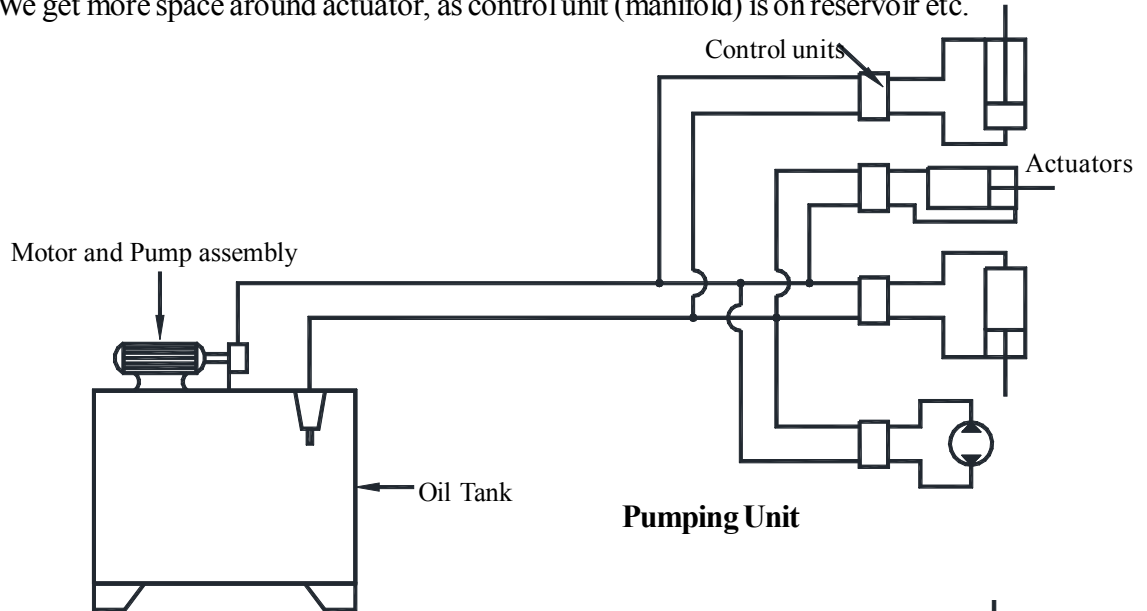 We get more space around actuator, as control unit (manifold) is on reservoir etc.
Control units
Actuators
Motor and Pump assembly
Oil Tank
Pumping Unit